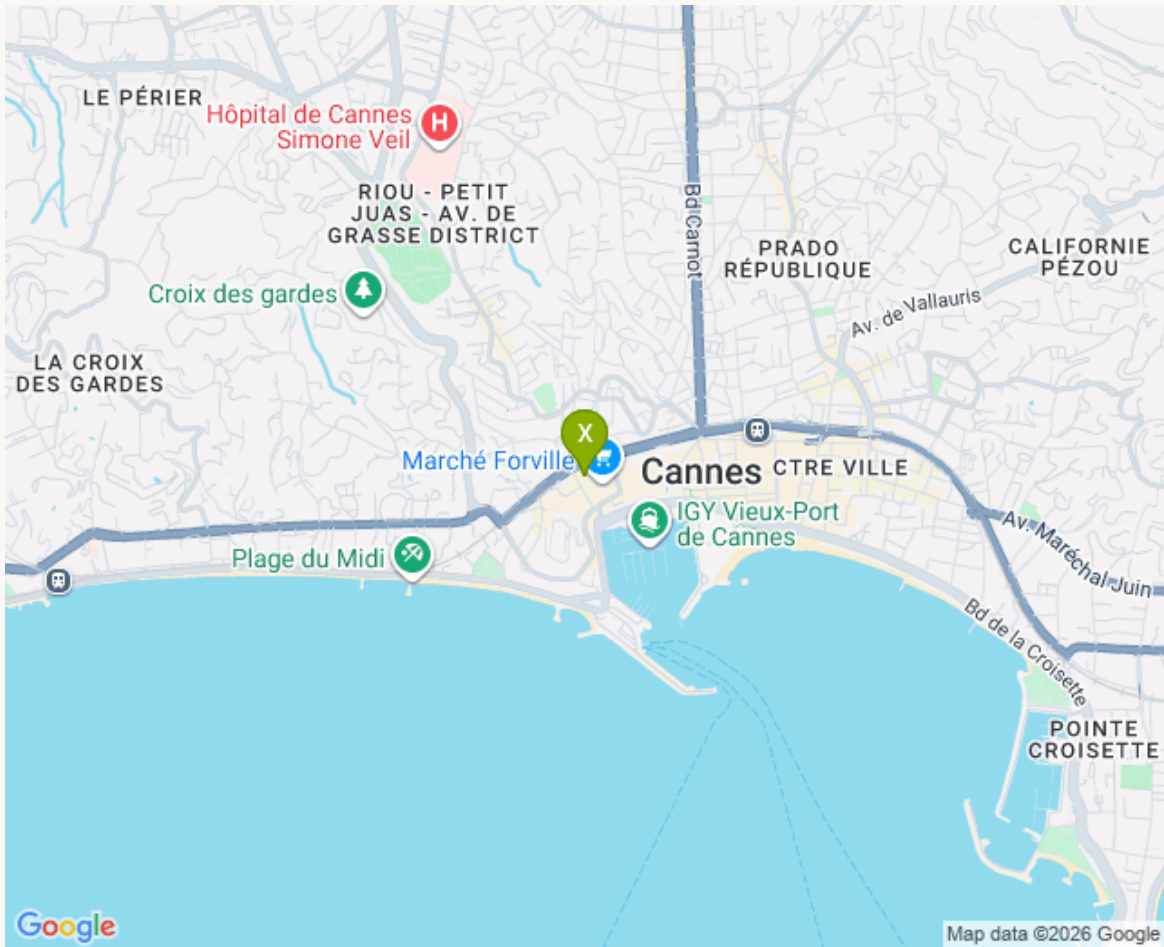 LE PÉRIER
Hôpital de Cannes
Simone Veil
H
RIOU - PETIT
JUAS - AV. DE
GRASSE DISTRICT
Bd Carnot
PRADO
RÉPUBLIQUE
CALIFORNIE
PÉZOU
Croix des gardes
Av. de Vallauris
LA CROIX
DES GARDES
X
Marché Forville
Cannes
CTRE VILLE
IGY Vieux-Port
de Cannes
Plage du Midi
Av. Maréchal Juin
Bd de la Croisette
POINTE
CROISETTE
Google
Map data ©2026 Google